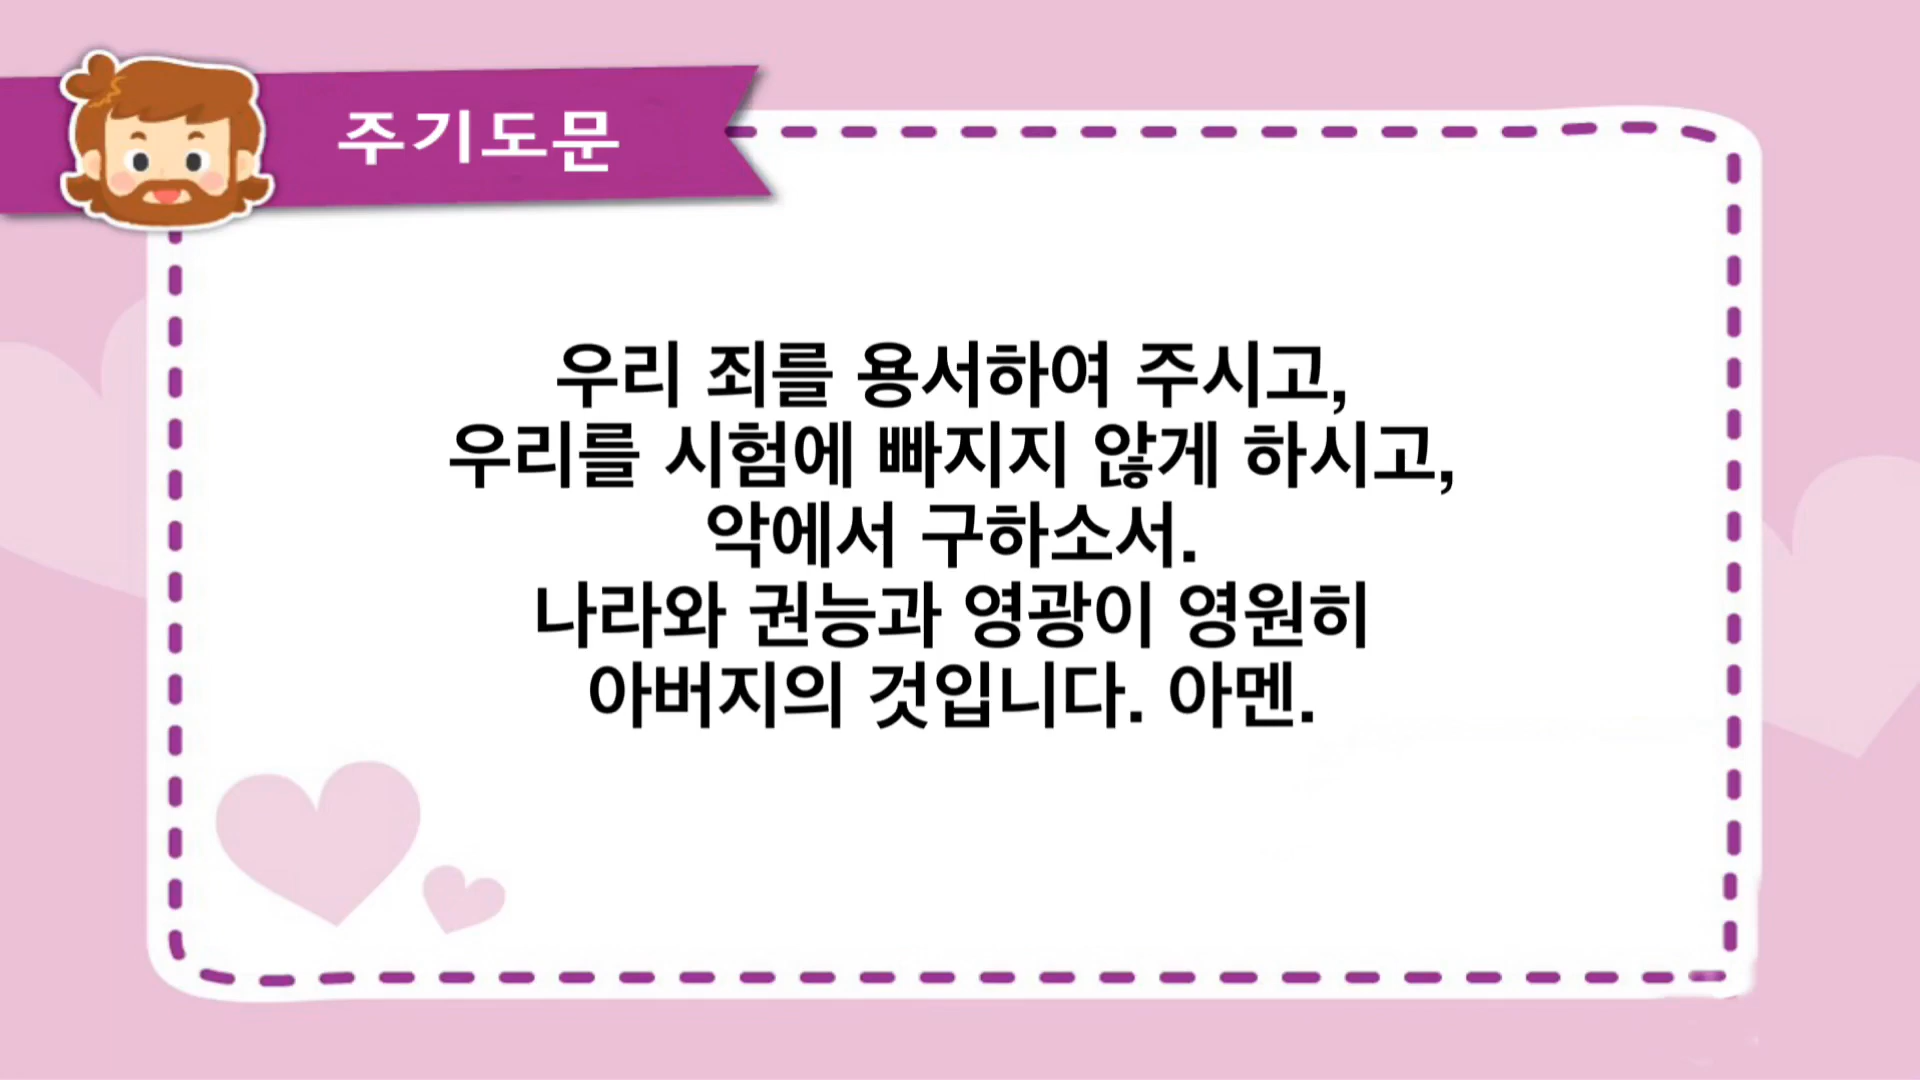 주기도문
우리 죄를 용서하여 주시고,
우리를 시험에 빠지지 않게 하시고,
악에서 구하소서.
나라와 권능과 영광이 영원히
아버지의 것입니다. 아멘.